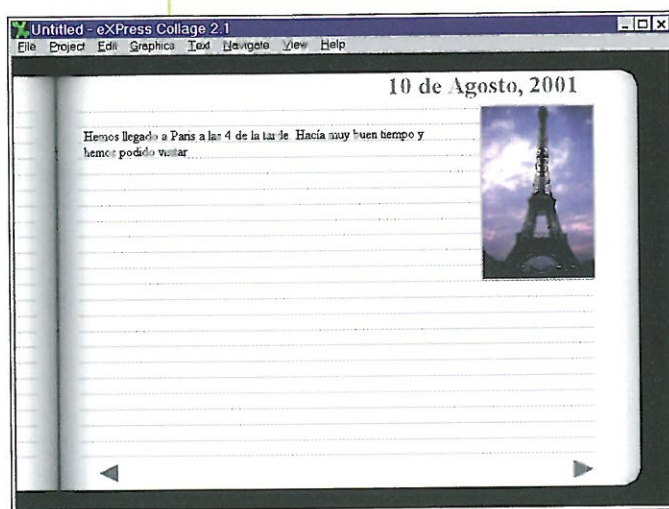 Untitled - eXPress Collage 2.1
File Project Edit Graphics Text Navigate View Help
10 de Agosto, 2001
Hemos llegado a Paris a las 4 de la tarde. Hacía muy buen tiempo y
hemos podido visitar